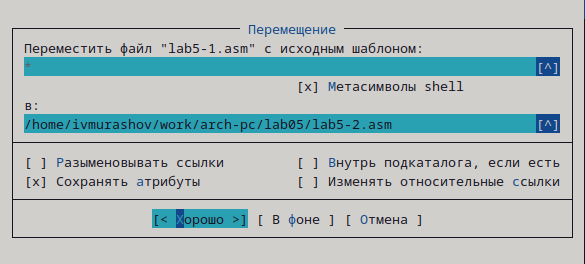 Перемещение
Переместить файл "lab5-1.asm" с исходным шаблоном:
* [^]
[x] Метасимволы shell
в:
/home/ivmurashov/work/arch-pc/lab05/lab5-2.asm [^]
[ ] Разыменовывать ссылки [ ] Внутрь подкаталога, если есть
[x] Сохранять атрибуты [ ] Изменять относительные ссылки
[< Хорошо >] [ В фоне ] [ Отмена ]